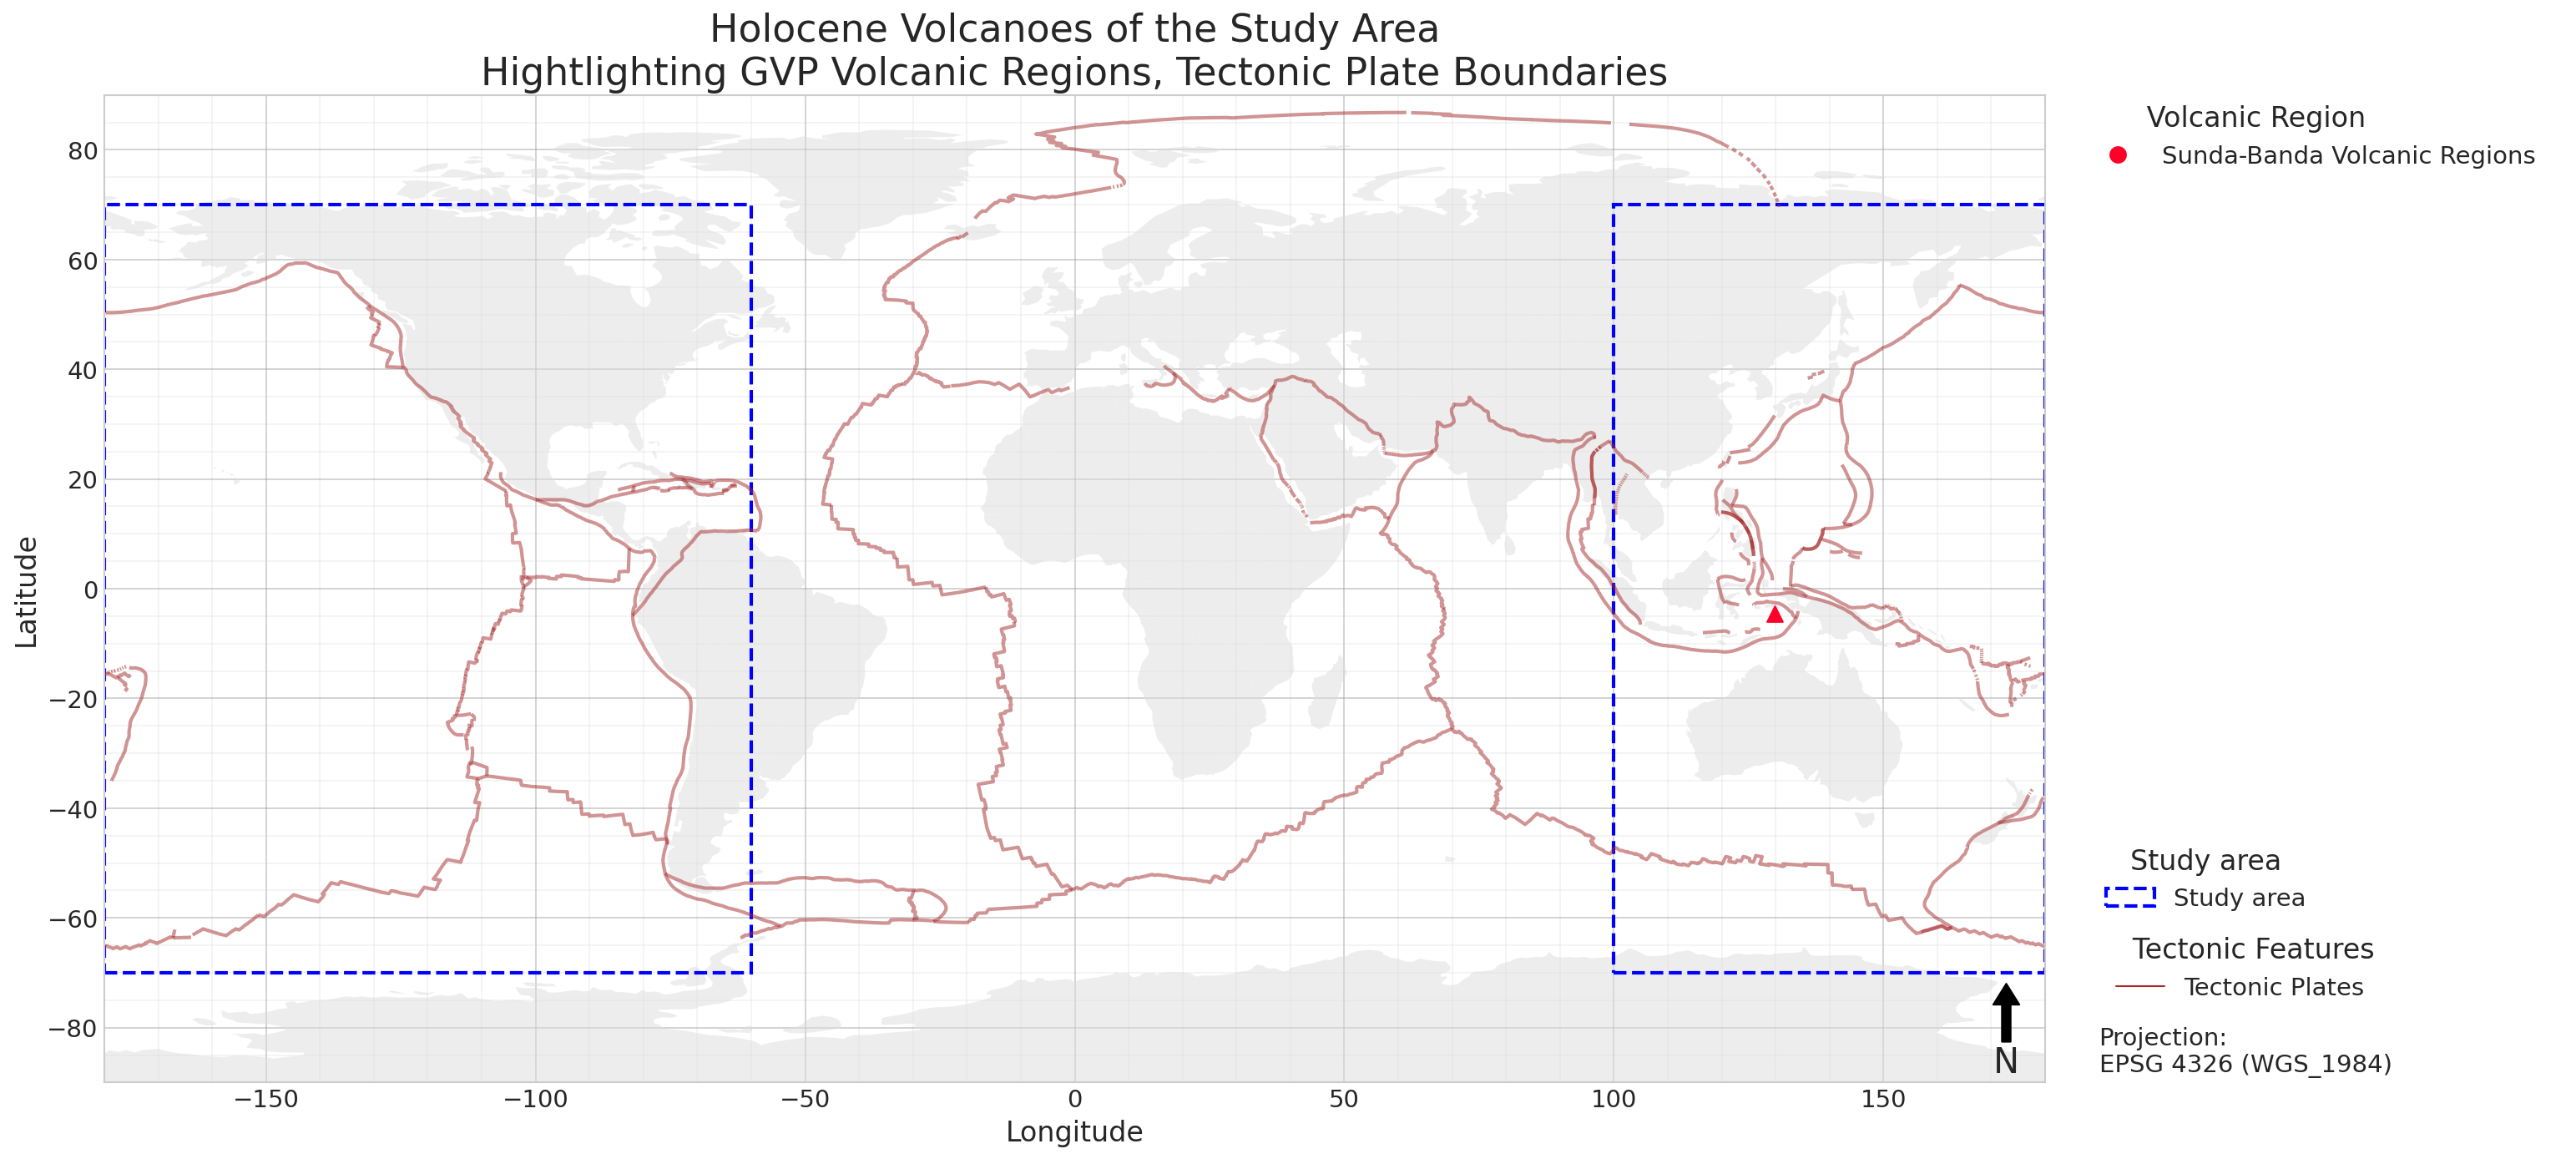 Holocene Volcanoes of the Study Area
Hightlighting GVP Volcanic Regions, Tectonic Plate Boundaries
Volcanic Region
Sunda-Banda Volcanic Regions
Latitude
80
60
40
20
0
−20
−40
−60
−80
N
−150
−100
−50
0
50
100
150
Longitude
Study area
Study area
Tectonic Features
Tectonic Plates
Projection:
EPSG 4326 (WGS_1984)